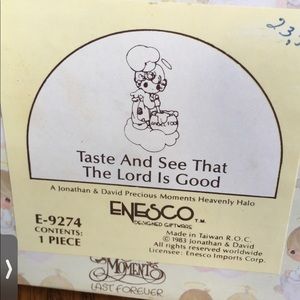 23,
Taste And See That
The Lord Is Good
A Jonathan & David Precious Moments Heavenly Halo
ENESCO T.M.
DESIGNED GIFTWARE
E-9274
CONTENTS:
1 PIECE
Made in Taiwan R.O.C.
© 1983 Jonathan & David
All rights reserved worldwide
Licensee: Enesco Imports Corp.
MOMENTS
LAST FOREVER